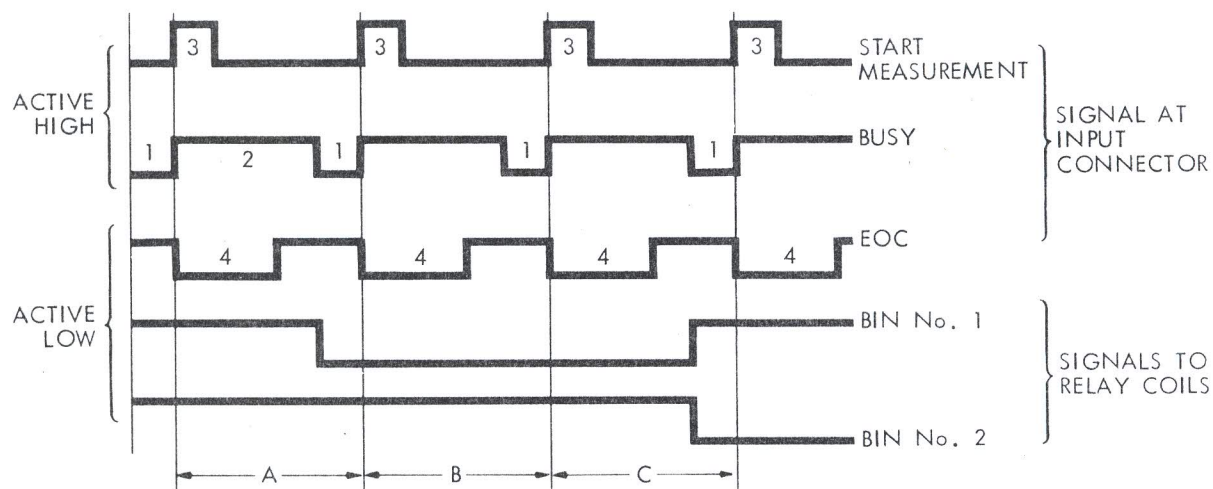 3 3 3 3
START
MEASUREMENT
ACTIVE
HIGH
1 2 1 1 1
BUSY
SIGNAL AT
INPUT
CONNECTOR
4 4 4 4
EOC
ACTIVE
LOW
BIN No. 1
BIN No. 2
SIGNALS TO
RELAY COILS
A B C